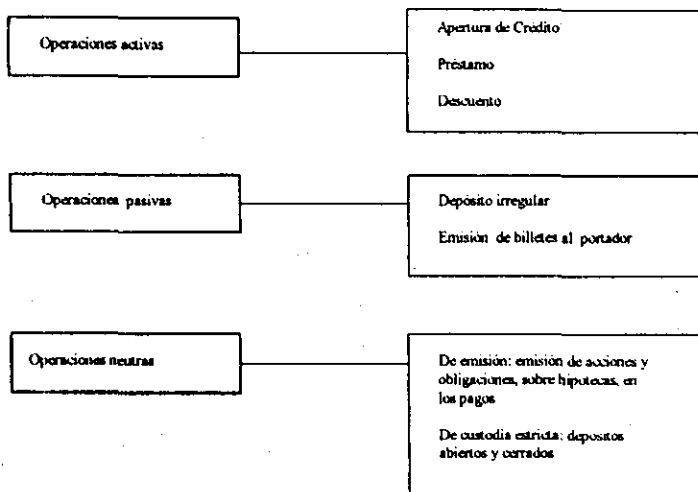 Operaciones activas
Apertura de Crédito
Préstamo
Descuento
Operaciones pasivas
Depósito irregular
Emisión de billetes al portador
Operaciones neutras
De emisión: emisión de acciones y
obligaciones, sobre hipotecas, en
los pagos
De custodia estricta: depositos
abiertos y cerrados